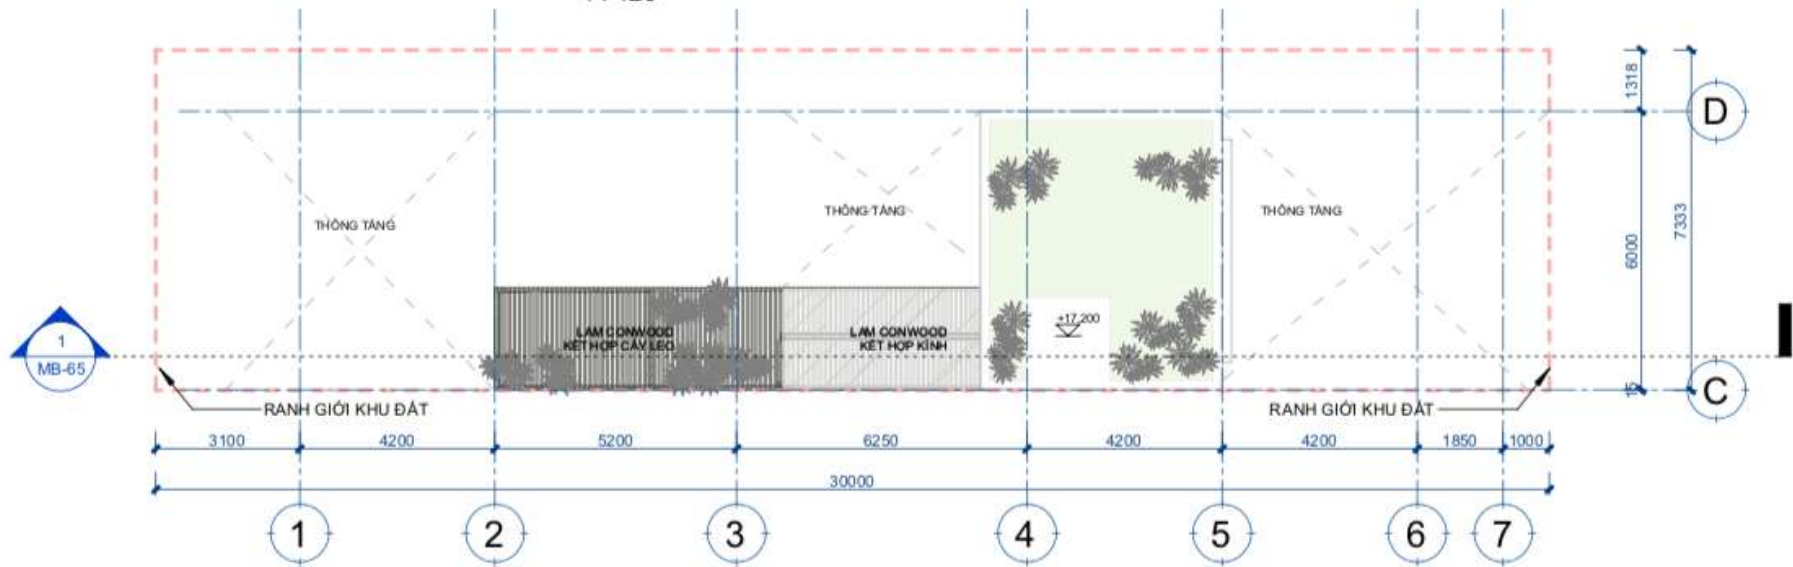 1318
D
THÔNG TẦNG
THÔNG TẦNG
THÔNG TẦNG
6000
7333
+17,200
LAM CONWOOD
KẾT HỢP CÂY LEO
LAM CONWOOD
KẾT HỢP KÍNH
1
MB-65
15
C
RANH GIỚI KHU ĐẤT
RANH GIỚI KHU ĐẤT
3100
4200
5200
6250
4200
4200
1850
1000
30000
1
2
3
4
5
6
7